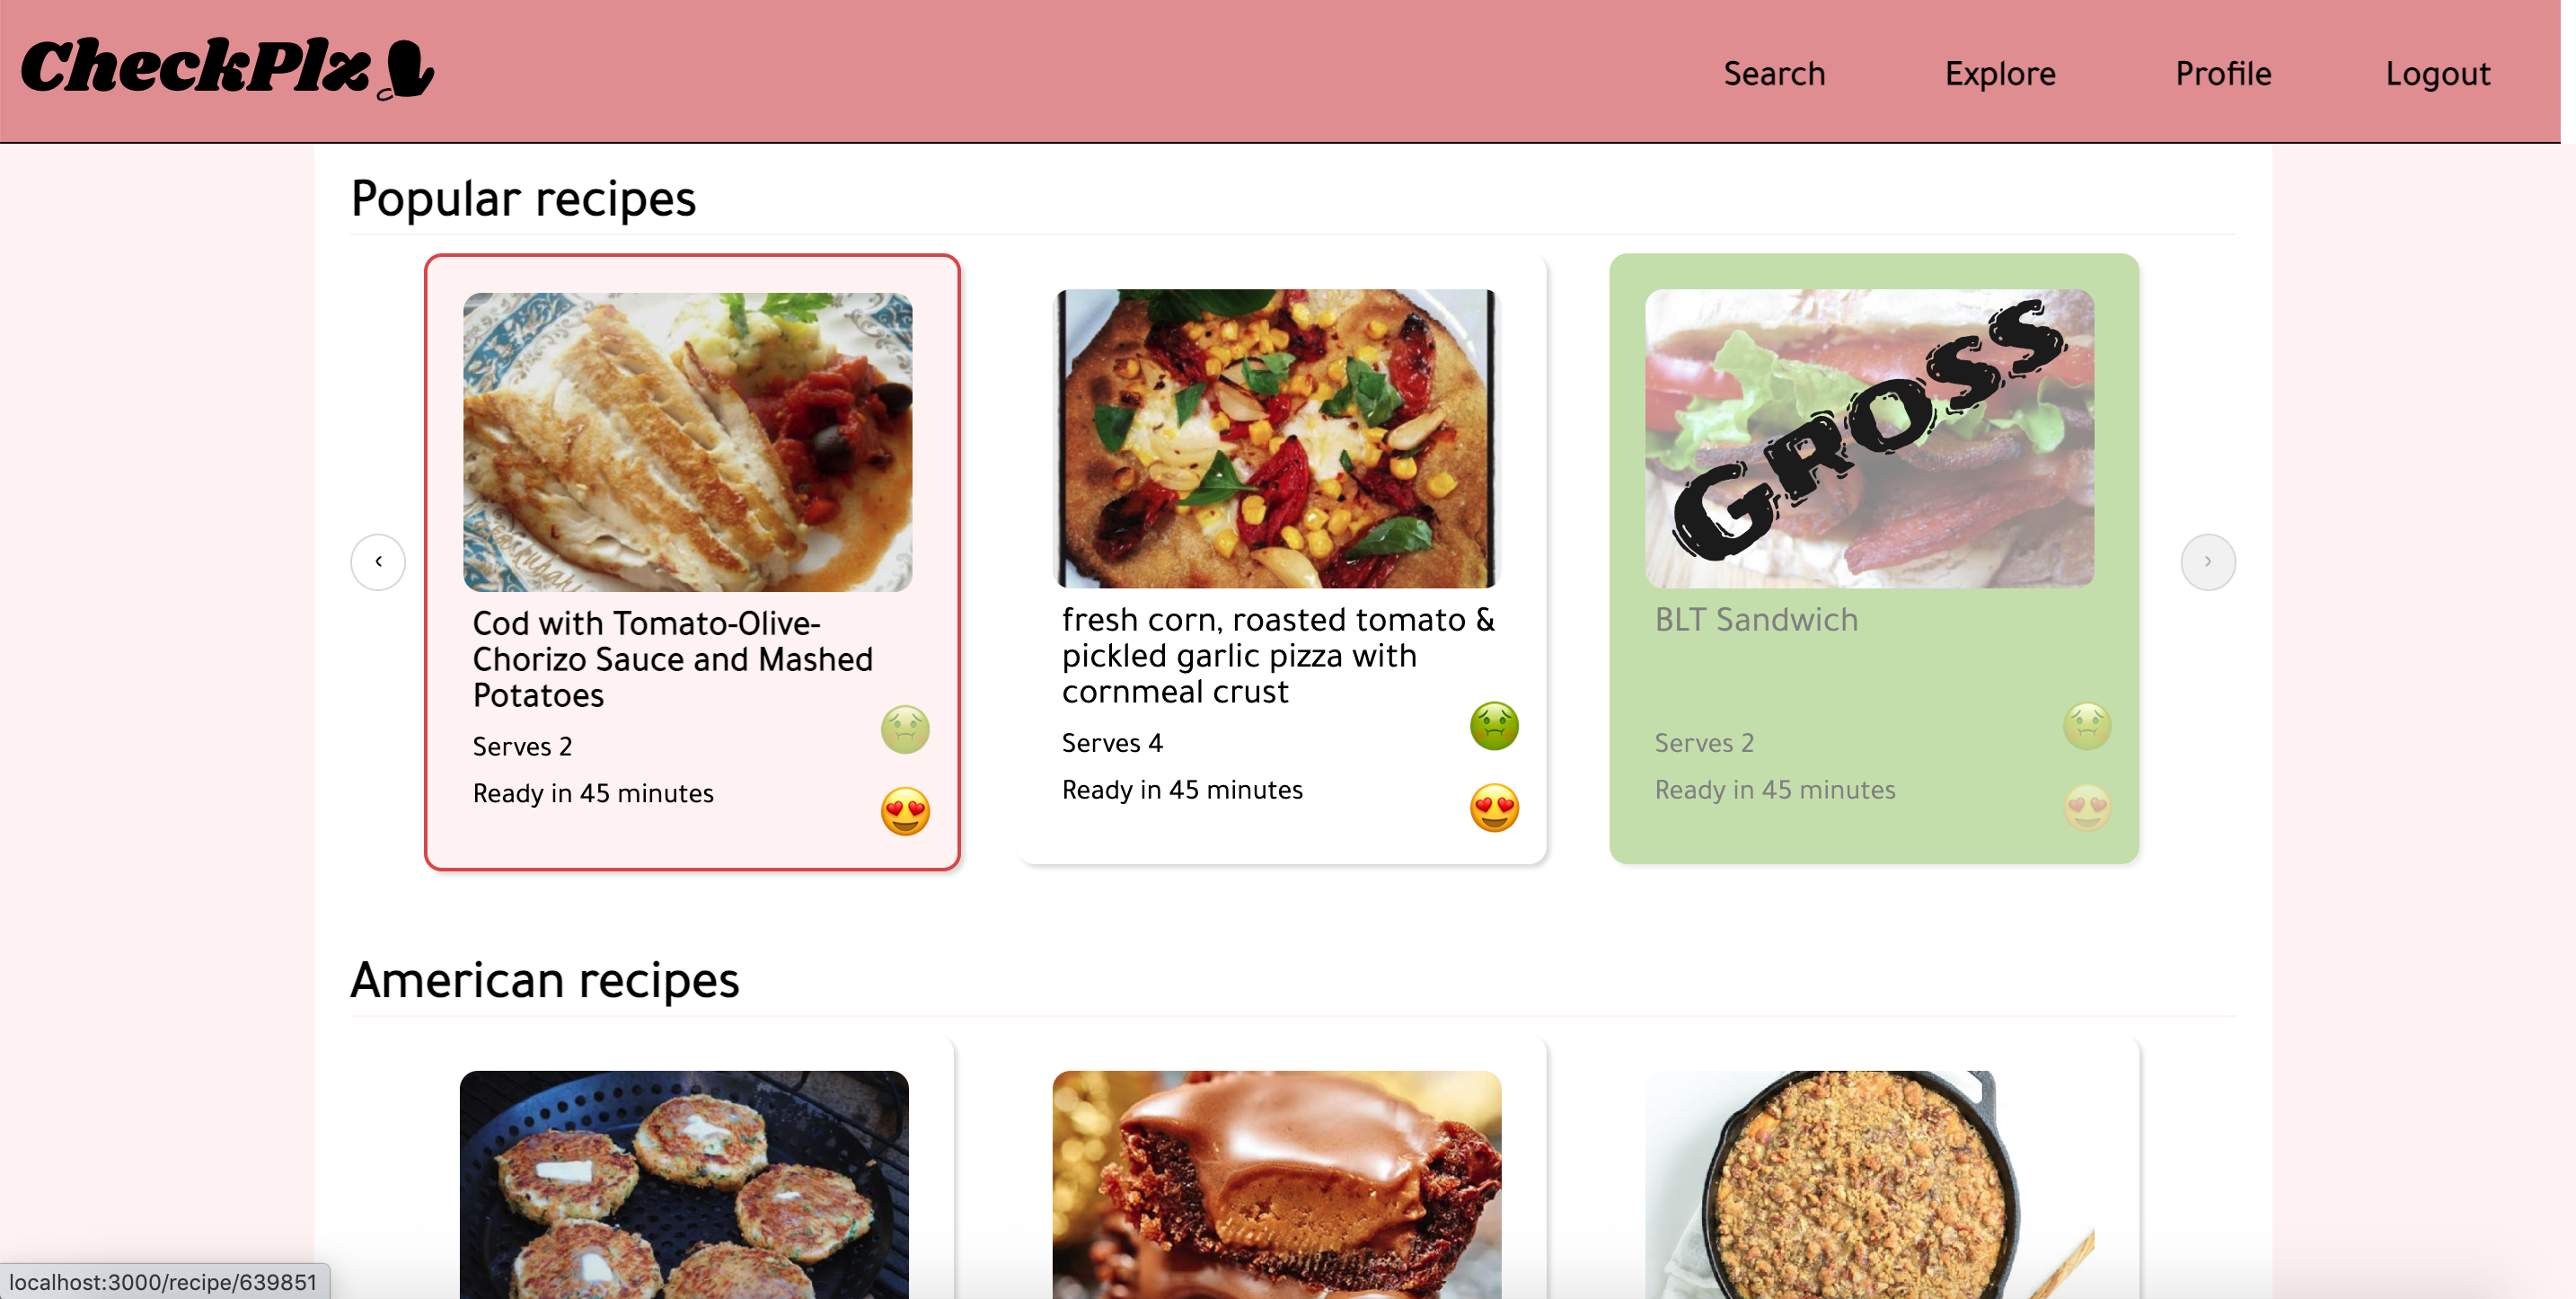 CheckPlz
Search Explore Profile Logout
Popular recipes
‹
›
GROSS
Cod with Tomato-Olive-
Chorizo Sauce and Mashed
Potatoes
Serves 2
Ready in 45 minutes
fresh corn, roasted tomato &
pickled garlic pizza with
cornmeal crust
Serves 4
Ready in 45 minutes
BLT Sandwich
Serves 2
Ready in 45 minutes
American recipes
localhost:3000/recipe/639851